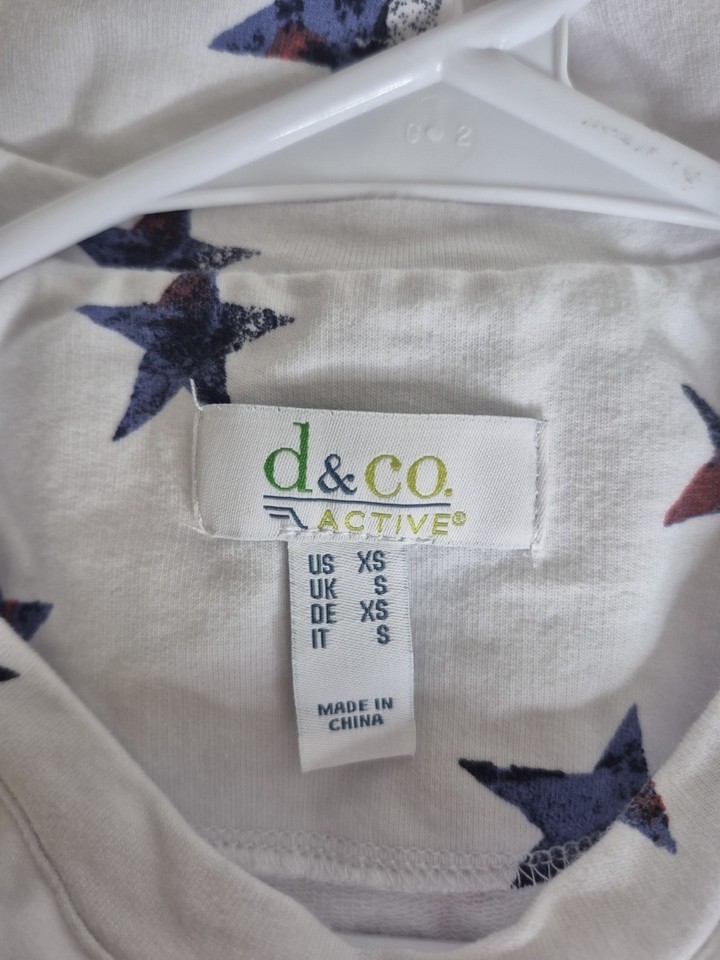 d&co.
ACTIVE®
US XS
UK S
DE XS
IT S
MADE IN
CHINA